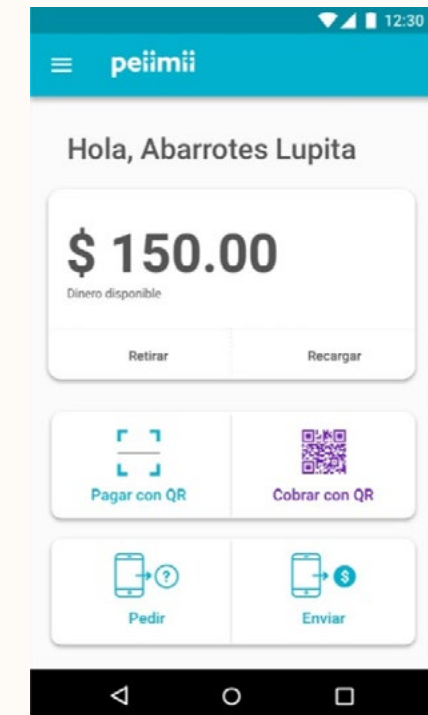 12:30
peiimii
Hola, Abarrotes Lupita
$ 150.00
Dinero disponible
Retirar Recargar
Pagar con QR Cobrar con QR
? $
Pedir Enviar